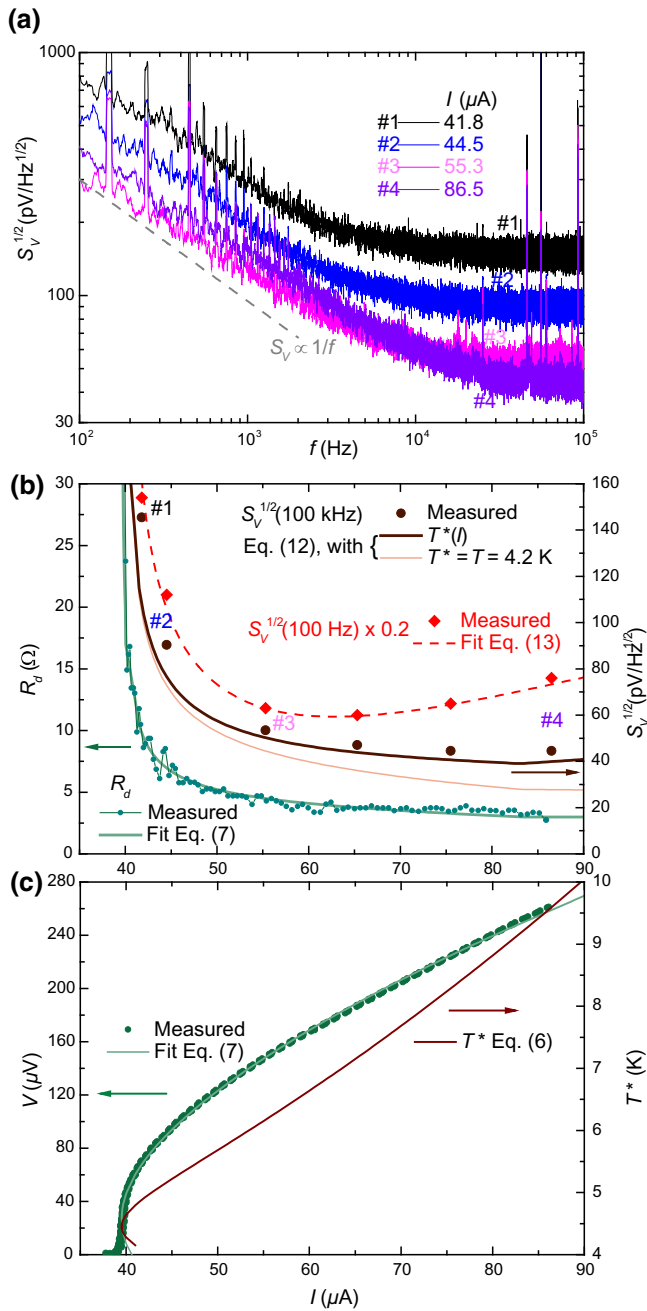 (a)
1000
I (μA)
#1 41.8
#2 44.5
#3 55.3
#4 86.5
300
S_V^1/2 (pV/Hz^1/2)
#1
#2
100
#3
S_V ∝ 1/f
#4
30
10^2 10^3 10^4 10^5
f (Hz)
(b)
30 160
#1 S_V^1/2 (100 kHz) Measured
25 140
Eq. (12), with { T*(I)
T* = T = 4.2 K
120
20
#2 S_V^1/2 (100 Hz) x 0.2 Measured
100
Fit Eq. (13)
R_d (Ω)
15
80
S_V^1/2 (pV/Hz^1/2)
#3 #4
10 60
40
R_d
5
Measured
20
Fit Eq. (7)
0 0
40 50 60 70 80 90
(c)
280 10
240
9
200
8
160
Measured
T* Eq. (6)
Fit Eq. (7)
7
V (μV)
T* (K)
120
6
80
5
40
0 4
40 50 60 70 80 90
I (μA)